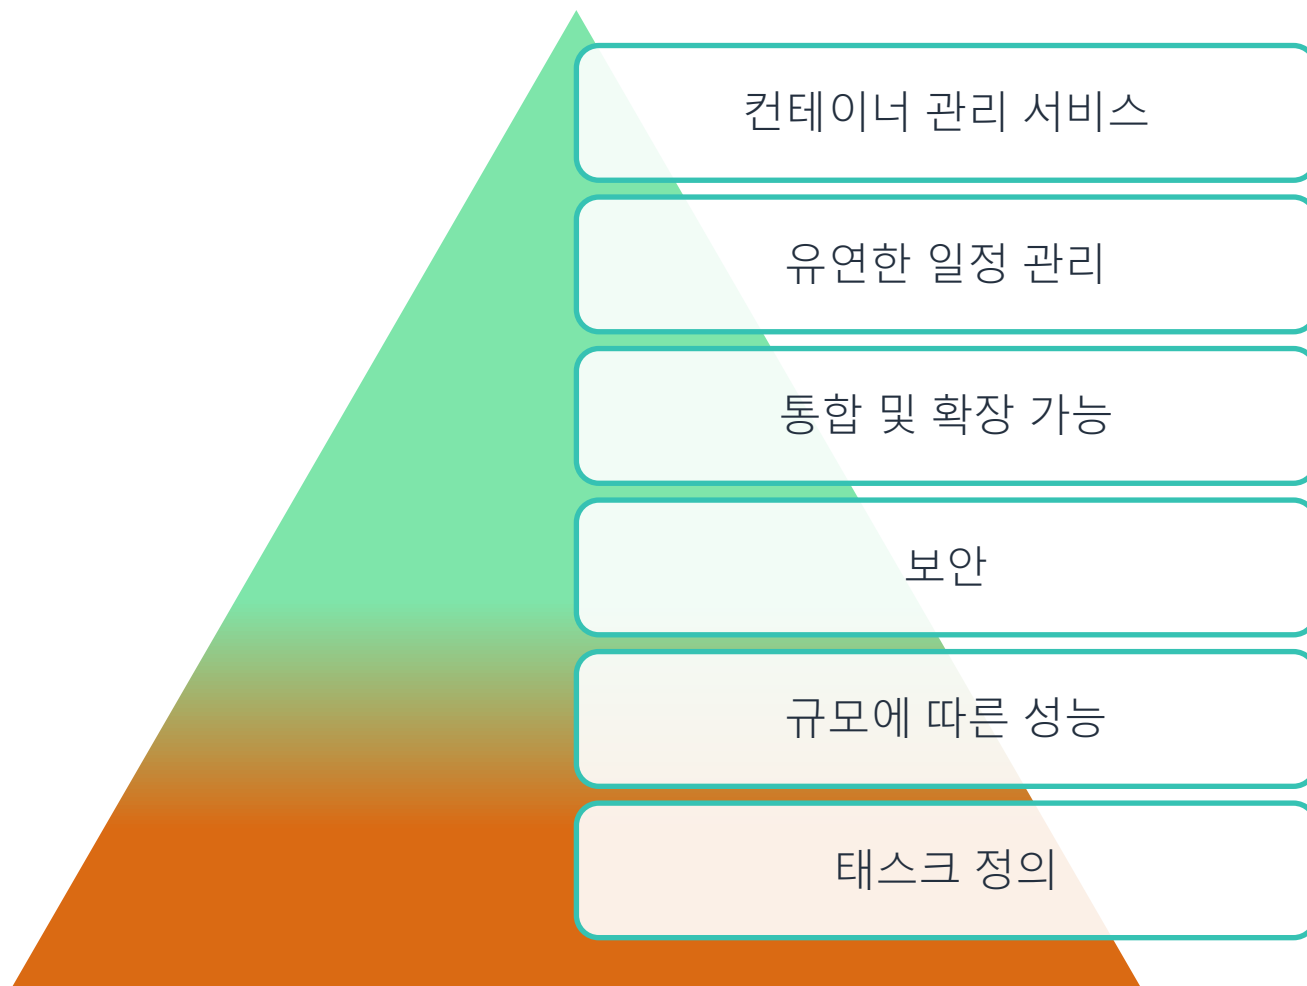 컨테이너 관리 서비스
유연한 일정 관리
통합 및 확장 가능
보안
규모에 따른 성능
태스크 정의